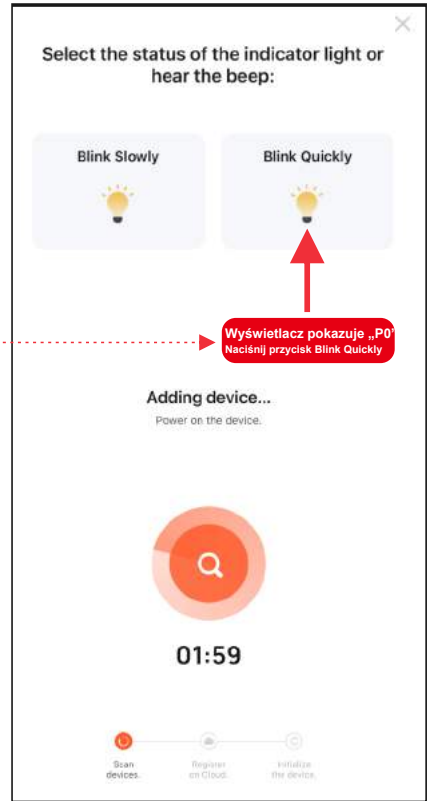 Select the status of the indicator light or
hear the beep:
Blink Slowly
Blink Quickly
Wyświetlacz pokazuje „P0”
Naciśnij przycisk Blink Quickly
Adding device...
Power on the device.
01:59
Scan
devices.
Register
on Cloud.
Initialize
the device.